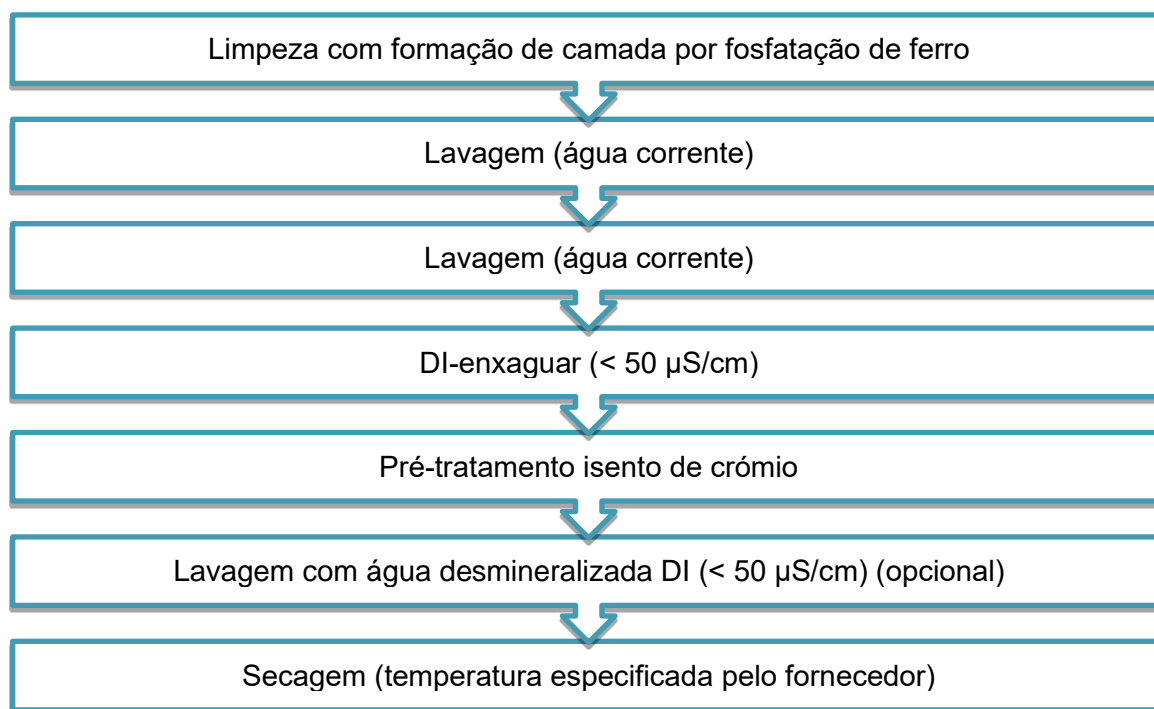 Limpeza com formação de camada por fosfatação de ferro
Lavagem (água corrente)
Lavagem (água corrente)
DI-enxaguar (< 50 µS/cm)
Pré-tratamento isento de crómio
Lavagem com água desmineralizada DI (< 50 µS/cm) (opcional)
Secagem (temperatura especificada pelo fornecedor)